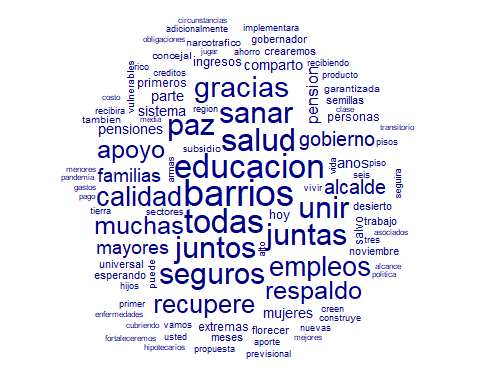 circunstancias
adicionalmente implementara
obligaciones narcotrafico gobernador
jugar
concejal ahorro crearemos
rico ingresos comparto recibiendo
vulnerables creditos producto
primeros gracias pension garantizada
costo parte semillas
recibira sistema region sanar personas clase
tambien media paz transitorio
pensiones salud gobierno pisos
apoyo subsidio
armas educacion vida anos piso
menores familias seis
pandemia barrios vivir alcalde seguira
gastos calidad
pago unir desierto
tierra sectores todas hoy trabajo
muchas juntas salvo asociados
mayores juntos alto tres
noviembre
universal puede seguros empleos alcance
esperando politica
hijos respaldo
primer recupere mujeres creen
enfermedades construye
cubriendo vamos extremas florecer nuevas
fortaleceremos usted meses aporte mejores
hipotecarios propuesta previsional